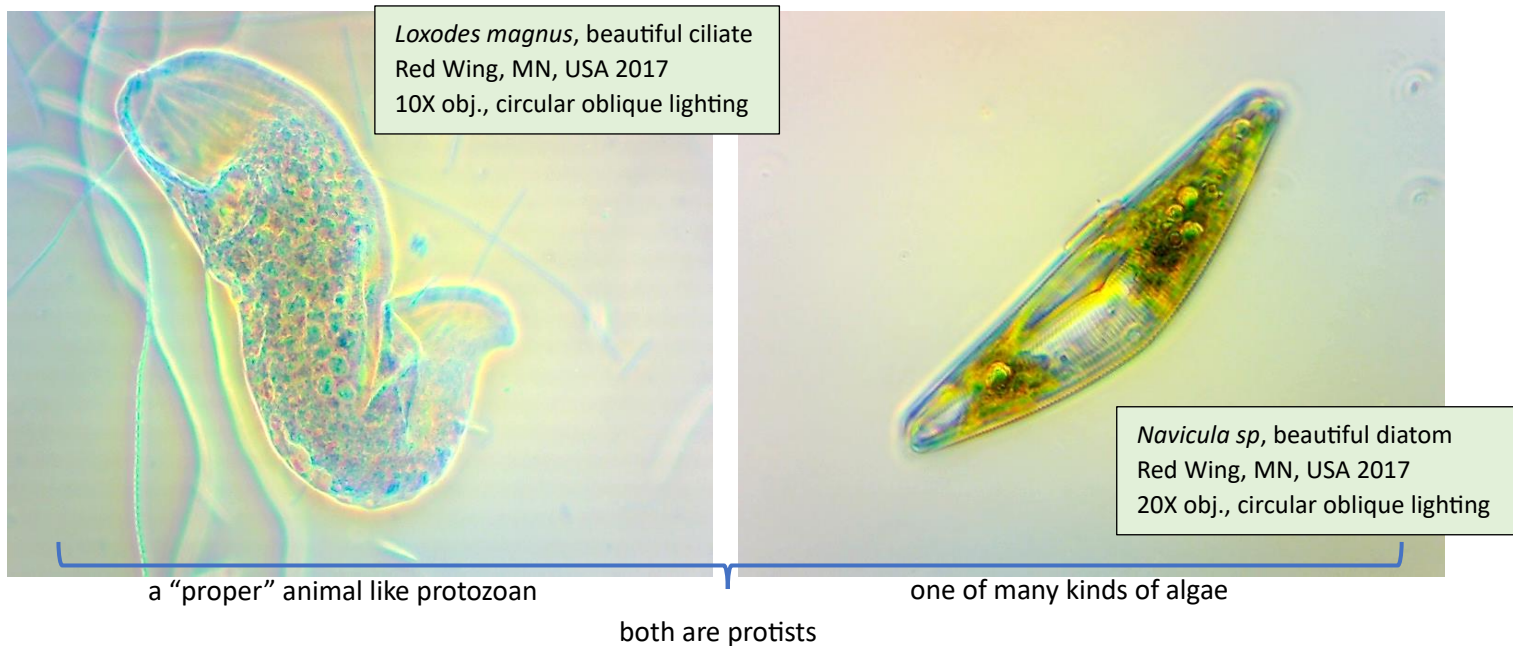 Loxodes magnus, beautiful ciliate
Red Wing, MN, USA 2017
10X obj., circular oblique lighting
Navicula sp, beautiful diatom
Red Wing, MN, USA 2017
20X obj., circular oblique lighting
a “proper” animal like protozoan
one of many kinds of algae
both are protists